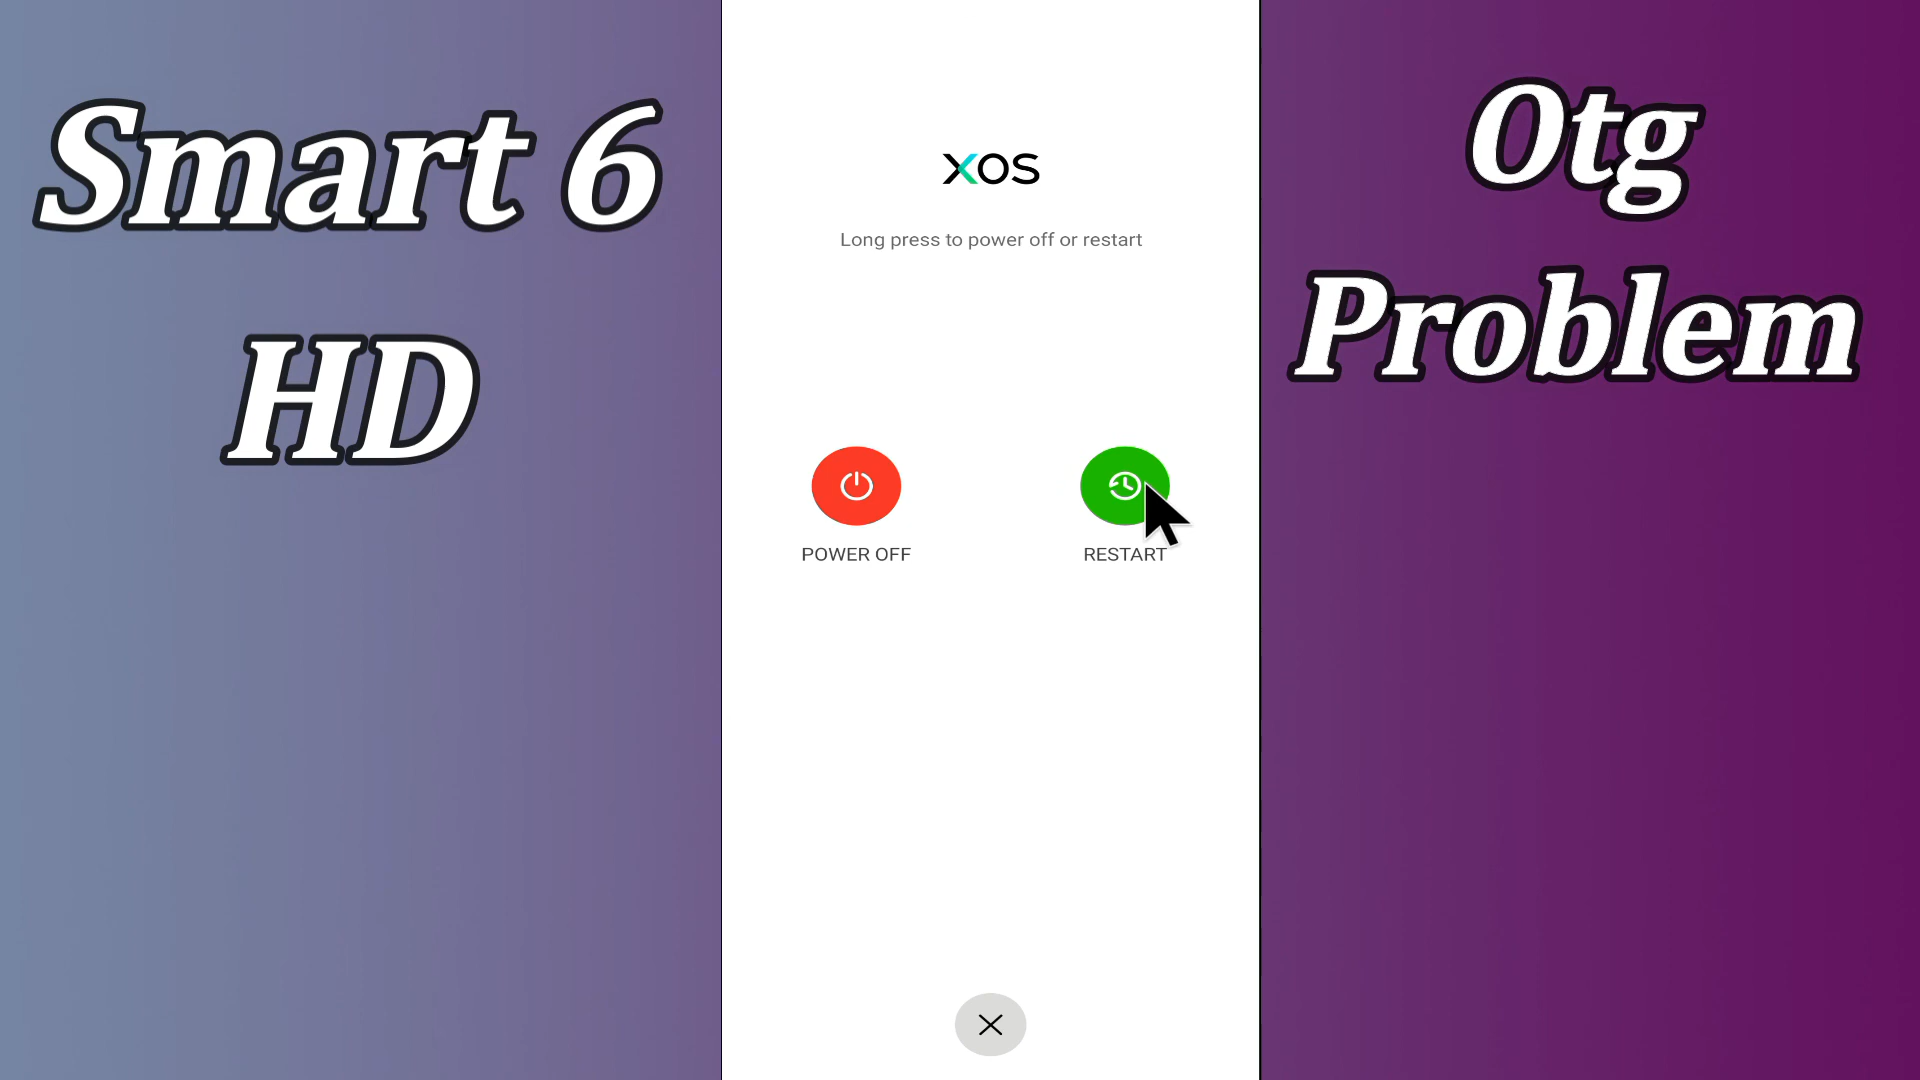 Smart 6
HD
XOS
Long press to power off or restart
POWER OFF
RESTART
Otg
Problem